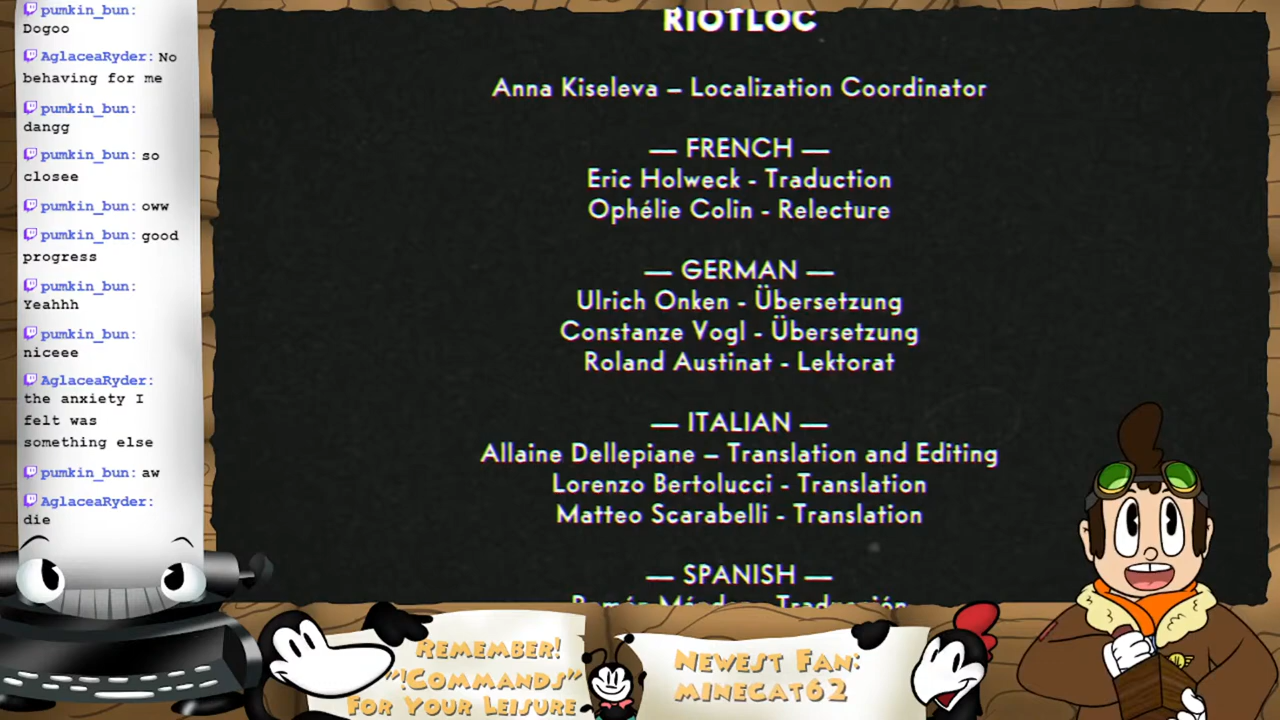 pumkin_bun:
Dogoo
AglaceaRyder: No
behaving for me
pumkin_bun:
dangg
pumkin_bun: so
closee
pumkin_bun: oww
pumkin_bun: good
progress
pumkin_bun:
Yeahhh
pumkin_bun:
niceee
AglaceaRyder:
the anxiety I
felt was
something else
pumkin_bun: aw
AglaceaRyder:
die
RIOTLOC
Anna Kiseleva – Localization Coordinator
— FRENCH —
Eric Holweck - Traduction
Ophélie Colin - Relecture
— GERMAN —
Ulrich Onken - Übersetzung
Constanze Vogl - Übersetzung
Roland Austinat - Lektorat
— ITALIAN —
Allaine Dellepiane – Translation and Editing
Lorenzo Bertolucci - Translation
Matteo Scarabelli - Translation
— SPANISH —
Remember!
"!Commands"
For Your Leisure
Newest Fan:
minecat62